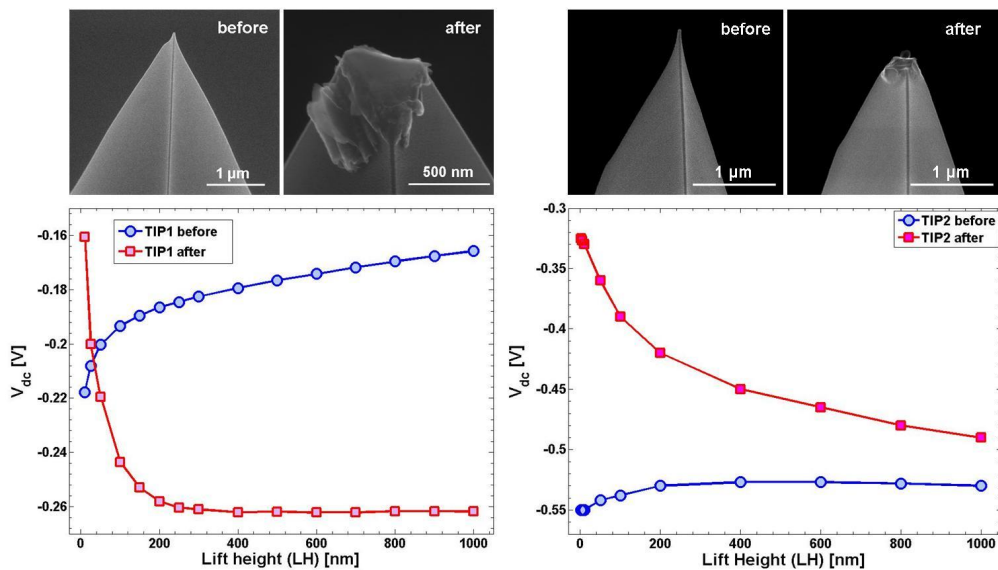 before
1 µm
after
500 nm
before
1 µm
after
1 µm
-0.16
-0.18
-0.2
-0.22
-0.24
-0.26
V_dc [V]
TIP1 before
TIP1 after
0
200
400
600
800
1000
Lift height (LH) [nm]
-0.3
-0.35
-0.4
-0.45
-0.5
-0.55
V_dc [V]
TIP2 before
TIP2 after
0
200
400
600
800
1000
Lift Height (LH) [nm]